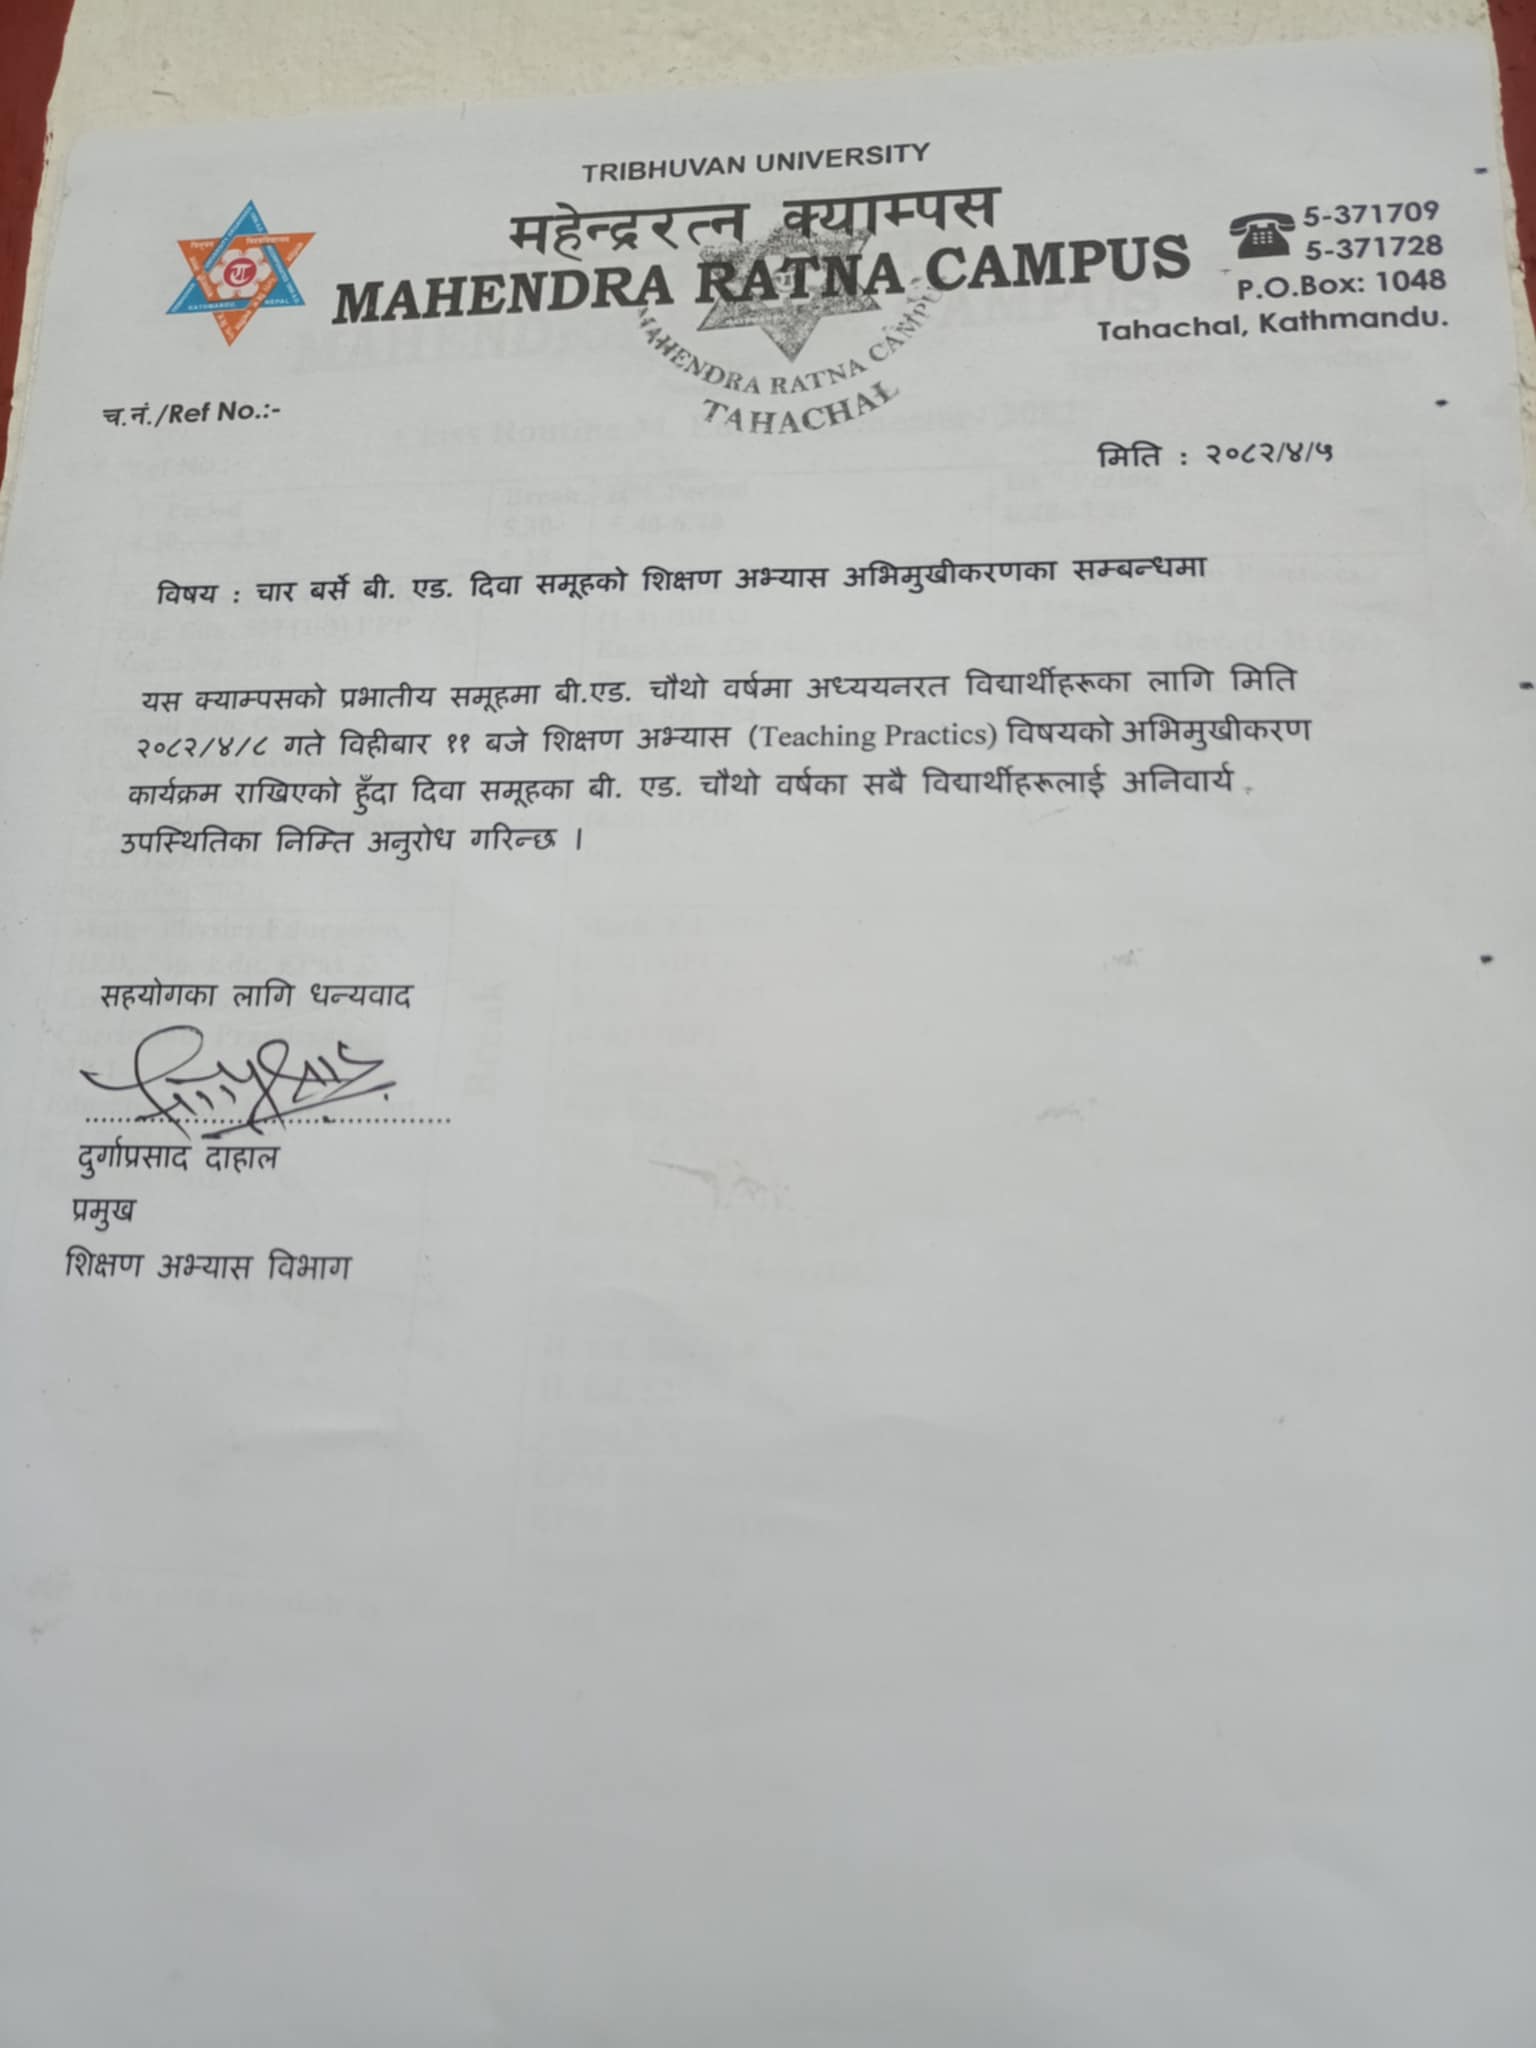 TRIBHUVAN UNIVERSITY
महेन्द्ररत्न क्याम्पस
MAHENDRA RATNA CAMPUS
5-371709
5-371728
P.O.Box: 1048
Tahachal, Kathmandu.
MAHENDRA RATNA CAMPUS
TAHACHAL
च.नं./Ref No.:-
मिति : २०८२/४/५
विषय : चार बर्से बी. एड. दिवा समूहको शिक्षण अभ्यास अभिमुखीकरणका सम्बन्धमा
यस क्याम्पसको प्रभातीय समूहमा बी.एड. चौथो वर्षमा अध्ययनरत विद्यार्थीहरूका लागि मिति
२०८२/४/८ गते विहीबार ११ बजे शिक्षण अभ्यास (Teaching Practics) विषयको अभिमुखीकरण
कार्यक्रम राखिएको हुँदा दिवा समूहका बी. एड. चौथो वर्षका सबै विद्यार्थीहरूलाई अनिवार्य
उपस्थितिका निम्ति अनुरोध गरिन्छ ।
सहयोगका लागि धन्यवाद
दुर्गाप्रसाद दाहाल
प्रमुख
शिक्षण अभ्यास विभाग